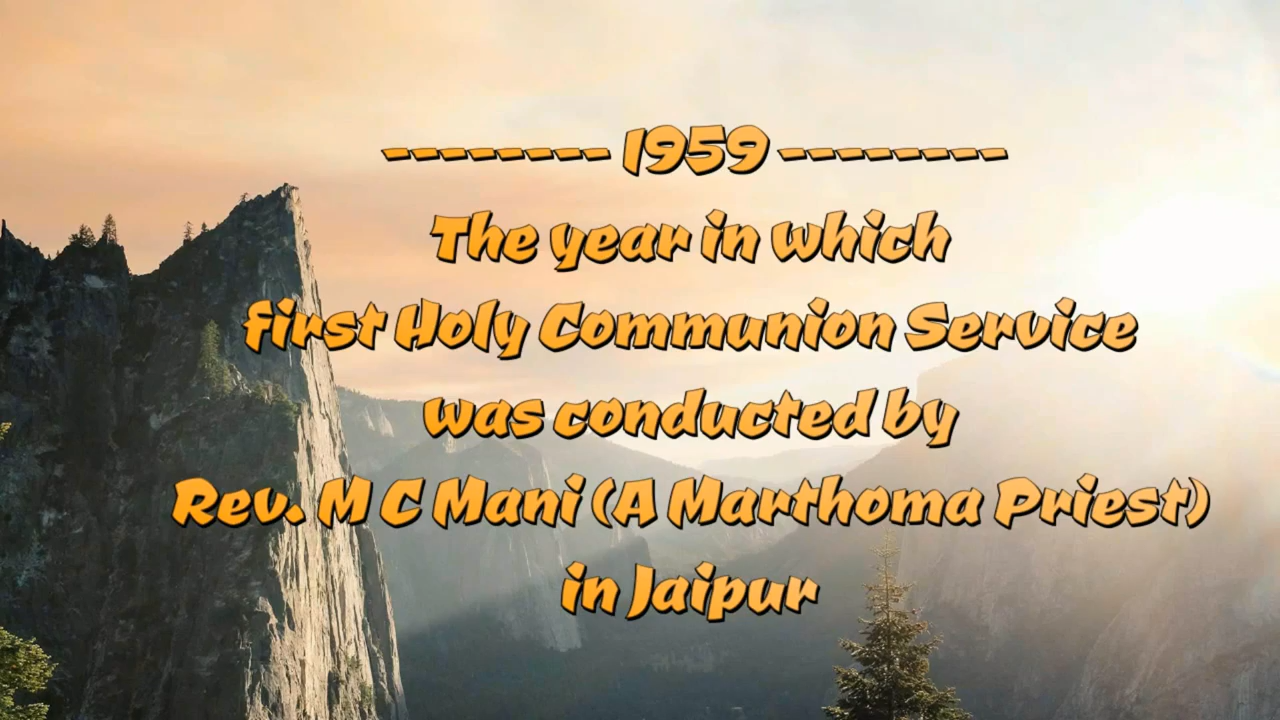 -------- 1959 --------
The year in which
first Holy Communion Service
was conducted by
Rev. M C Mani (A Marthoma Priest)
in Jaipur